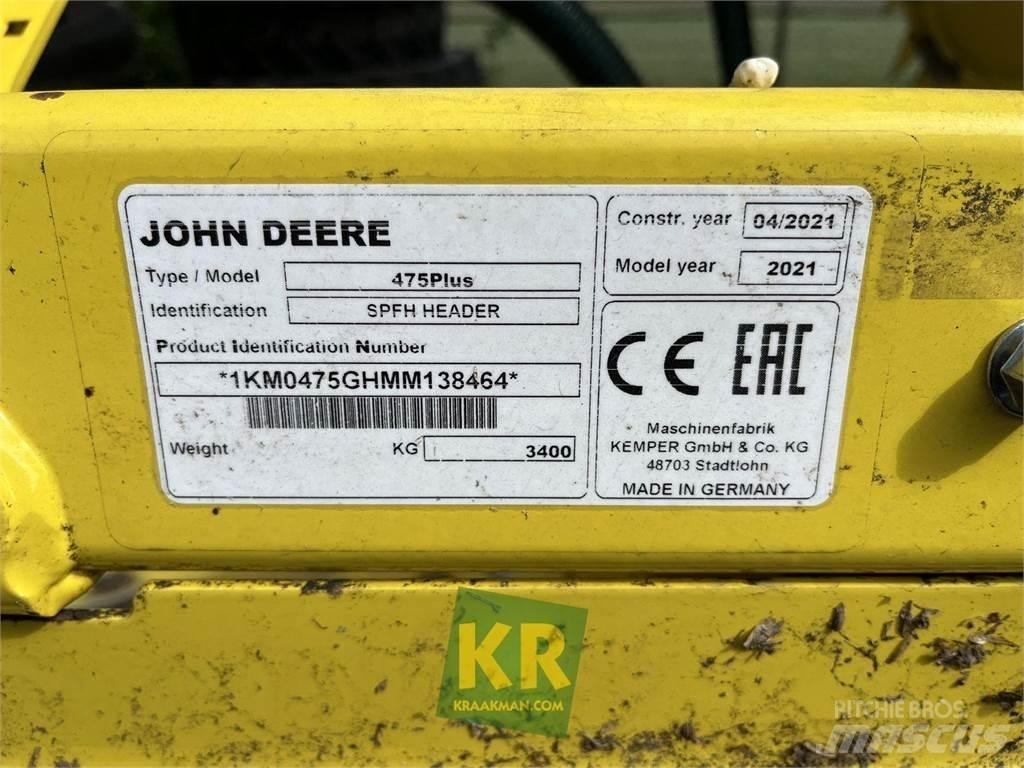 JOHN DEERE
Type / Model 475Plus
Identification SPFH HEADER
Product Identification Number
*1KM0475GHMM138464*
Weight KG 3400
Constr. year 04/2021
Model year 2021
CE EAC
Maschinenfabrik
KEMPER GmbH & Co. KG
48703 Stadtlohn
MADE IN GERMANY
KR
KRAAKMAN.COM
RITCHIE BROS.
mascus